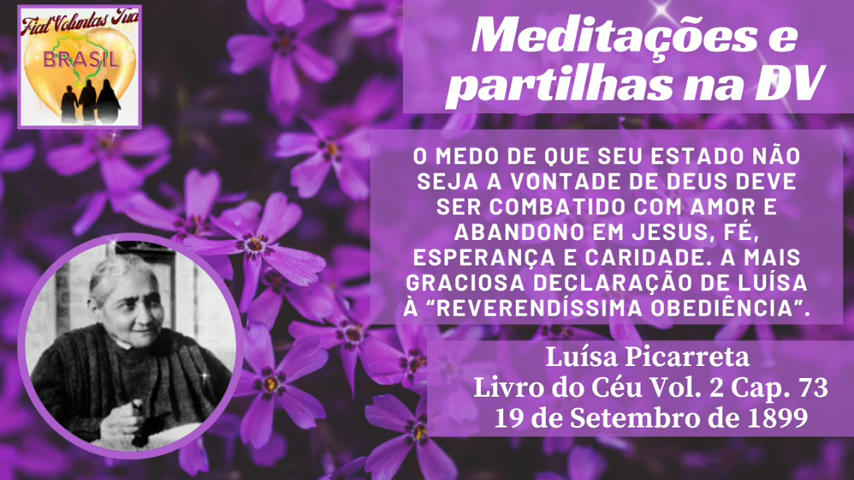 Fiat Voluntas Tua
BRASIL
Meditações e
partilhas na DV
O MEDO DE QUE SEU ESTADO NÃO
SEJA A VONTADE DE DEUS DEVE
SER COMBATIDO COM AMOR E
ABANDONO EM JESUS, FÉ,
ESPERANÇA E CARIDADE. A MAIS
GRACIOSA DECLARAÇÃO DE LUÍSA
À “REVERENDÍSSIMA OBEDIÊNCIA”.
Luísa Picarreta
Livro do Céu Vol. 2 Cap. 73
19 de Setembro de 1899